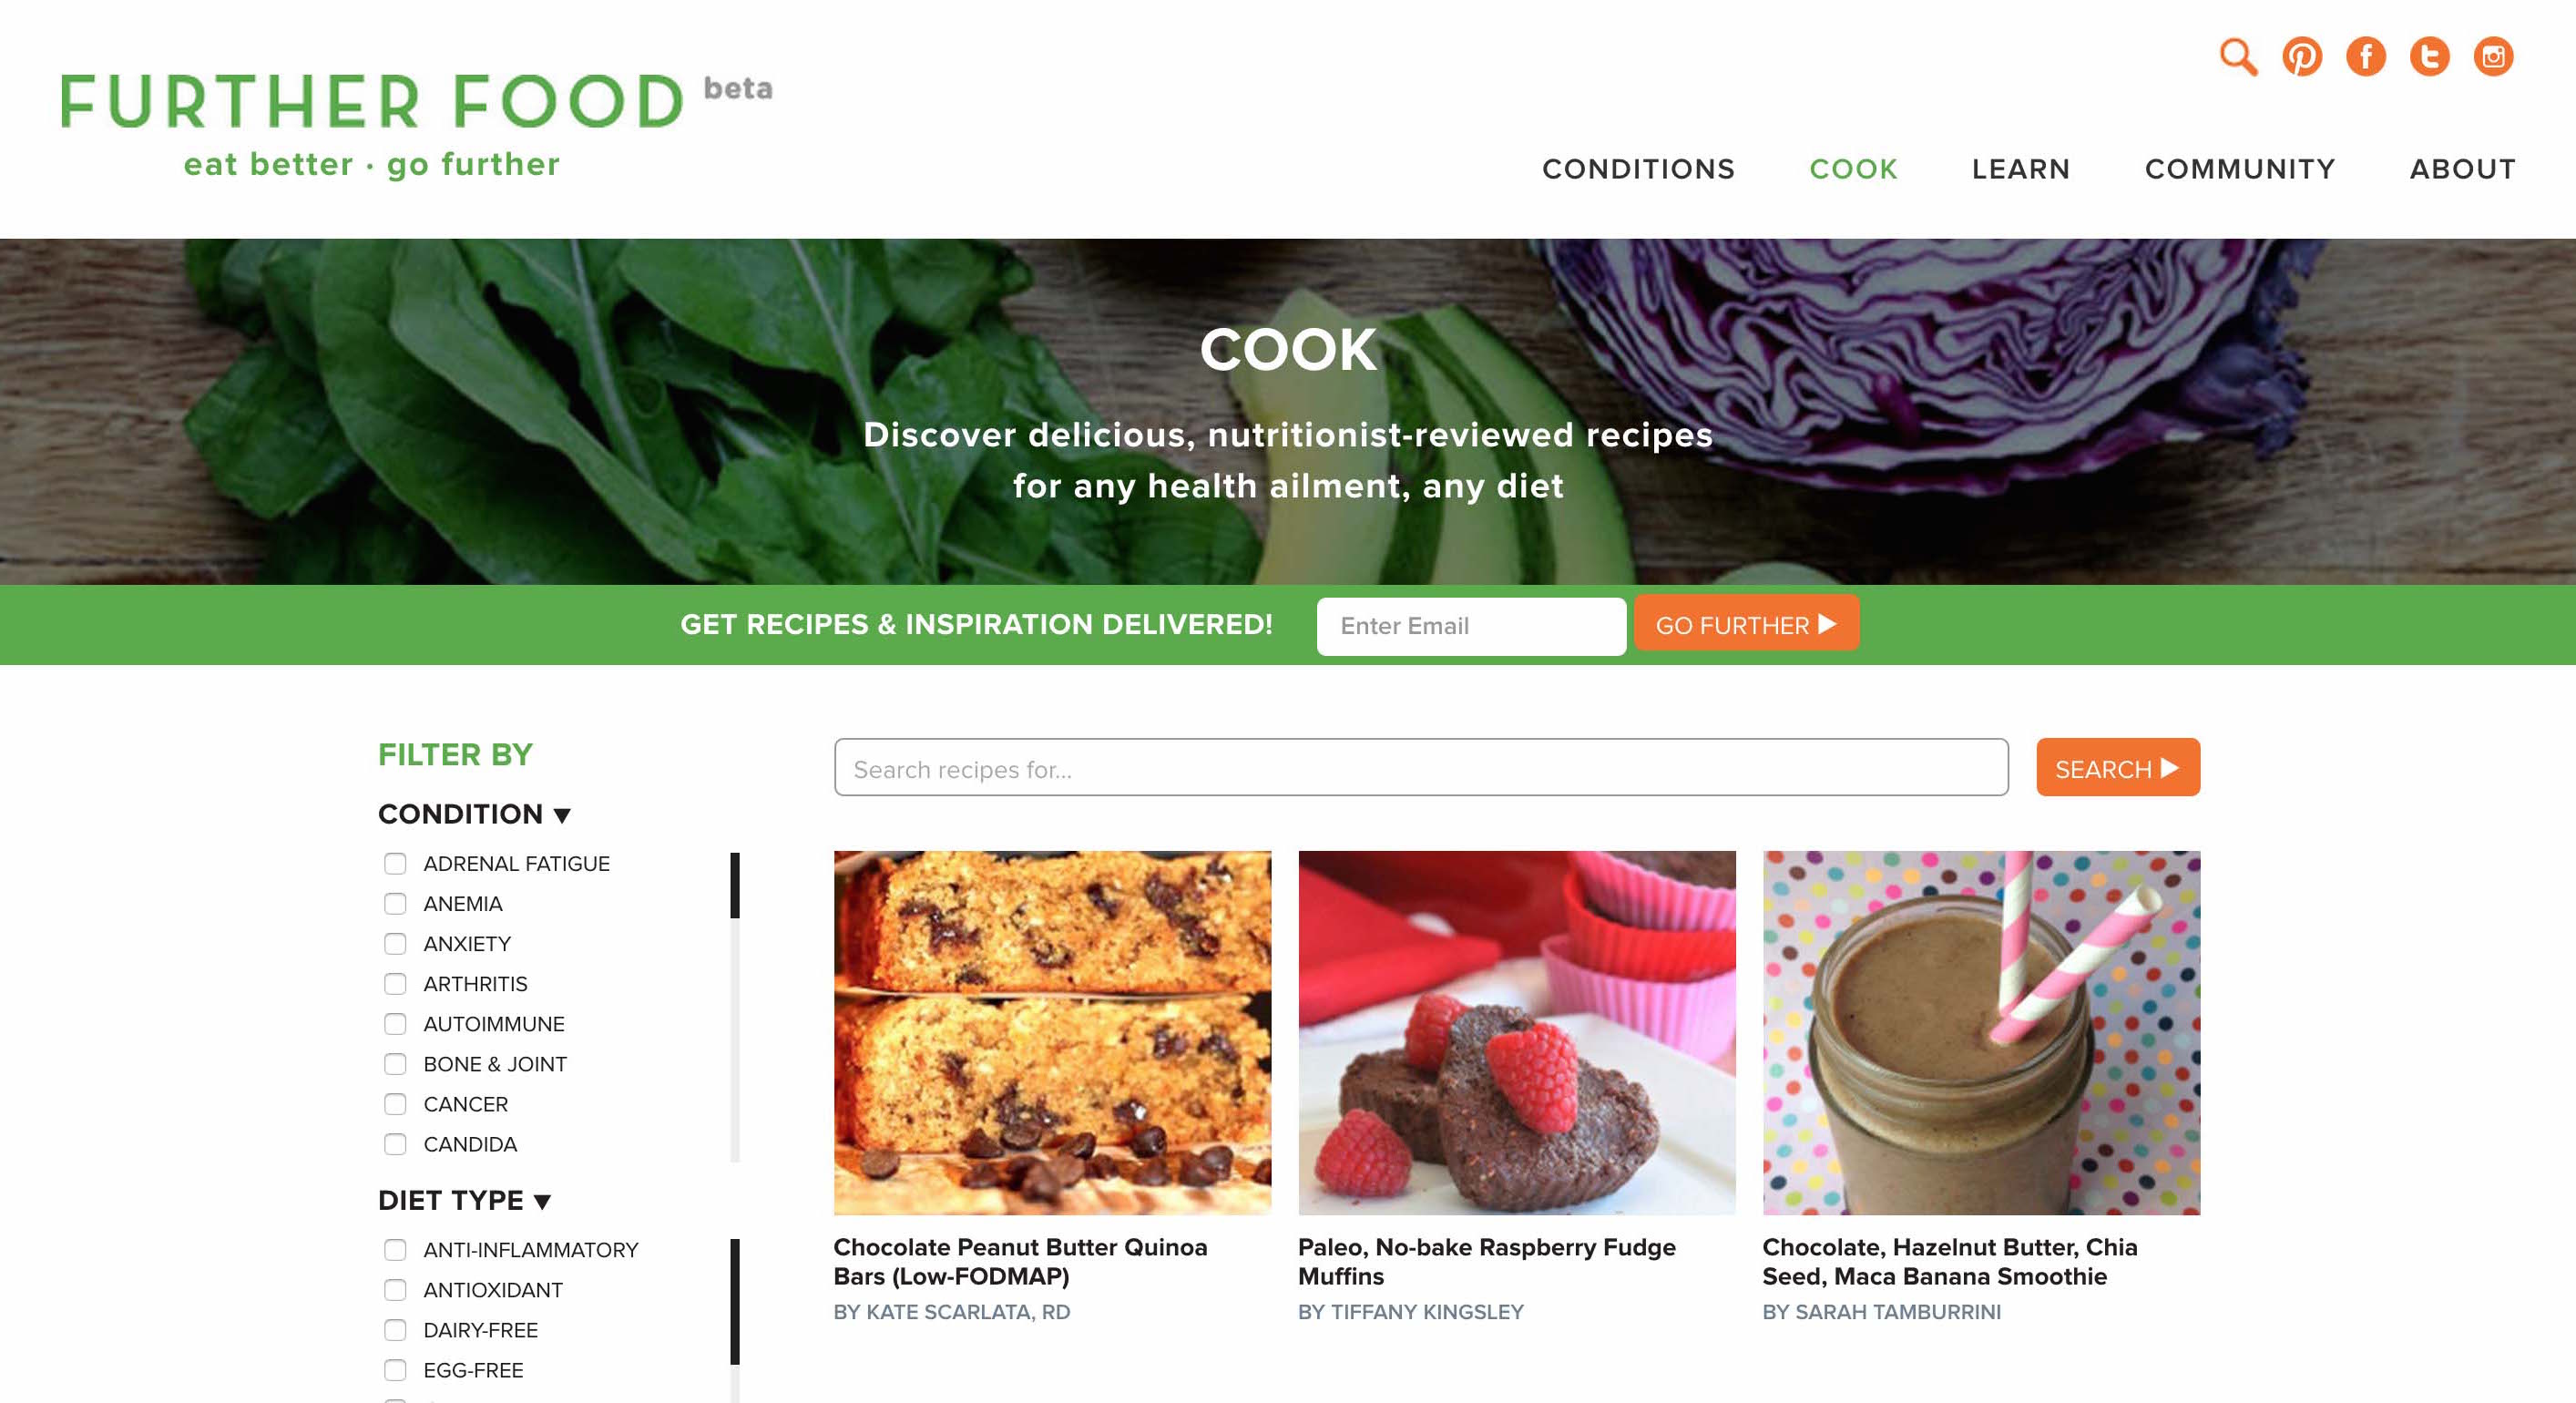 FURTHER FOOD beta
eat better · go further
CONDITIONS COOK LEARN COMMUNITY ABOUT
COOK
Discover delicious, nutritionist-reviewed recipes
for any health ailment, any diet
GET RECIPES & INSPIRATION DELIVERED! Enter Email GO FURTHER ▶
FILTER BY
CONDITION ▼
ADRENAL FATIGUE
ANEMIA
ANXIETY
ARTHRITIS
AUTOIMMUNE
BONE & JOINT
CANCER
CANDIDA
DIET TYPE ▼
ANTI-INFLAMMATORY
ANTIOXIDANT
DAIRY-FREE
EGG-FREE
Search recipes for... SEARCH ▶
Chocolate Peanut Butter Quinoa
Bars (Low-FODMAP)
BY KATE SCARLATA, RD
Paleo, No-bake Raspberry Fudge
Muffins
BY TIFFANY KINGSLEY
Chocolate, Hazelnut Butter, Chia
Seed, Maca Banana Smoothie
BY SARAH TAMBURRINI